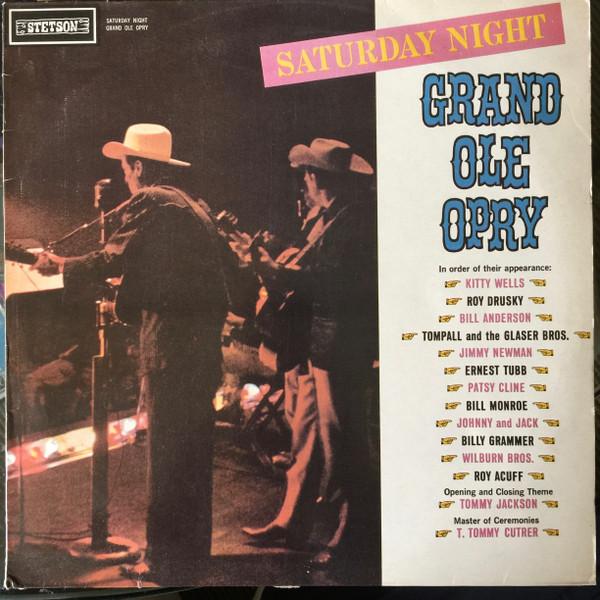 STETSON
SATURDAY NIGHT
GRAND OLE OPRY
SATURDAY NIGHT
GRAND
OLE
OPRY
In order of their appearance:
KITTY WELLS
ROY DRUSKY
BILL ANDERSON
TOMPALL and the GLASER BROS.
JIMMY NEWMAN
ERNEST TUBB
PATSY CLINE
BILL MONROE
JOHNNY and JACK
BILLY GRAMMER
WILBURN BROS.
ROY ACUFF
Opening and Closing Theme
TOMMY JACKSON
Master of Ceremonies
T. TOMMY CUTRER